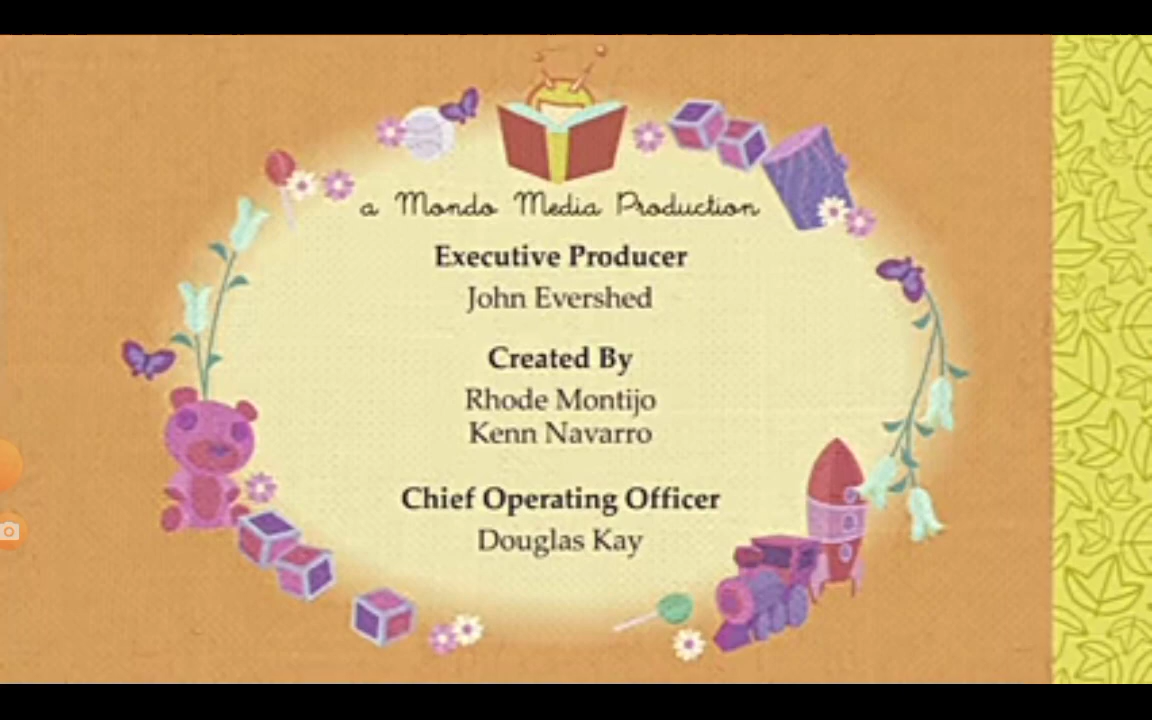 a Mondo Media Production
Executive Producer
John Evershed
Created By
Rhode Montijo
Kenn Navarro
Chief Operating Officer
Douglas Kay